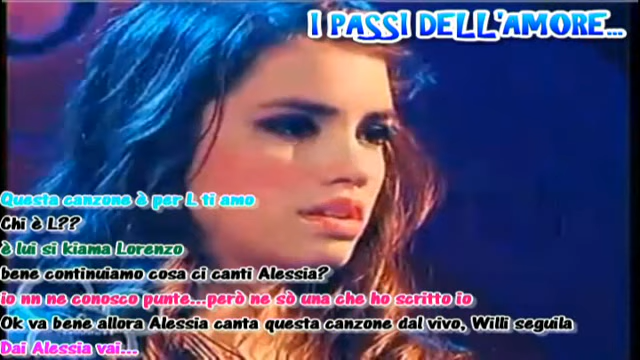 I PASSI DELL'AMORE...
Questa canzone è per L ti amo
Chi è L??
è lui si kiama Lorenzo
bene continuiamo cosa ci canti Alessia?
io nn ne conosco punte...però ne sò una che ho scritto io
Ok va bene allora Alessia canta questa canzone dal vivo, Willi seguila
Dai Alessia vai...